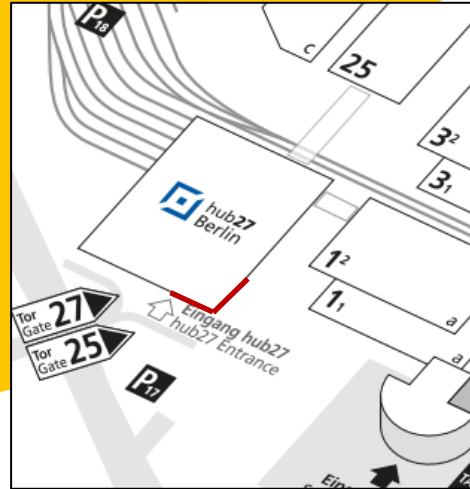 P18
c
25
3²
3₁
hub27
Berlin
1²
1₁
a
a
Eingang hub27
hub27 Entrance
Tor
Gate 27
Tor
Gate 25
P17